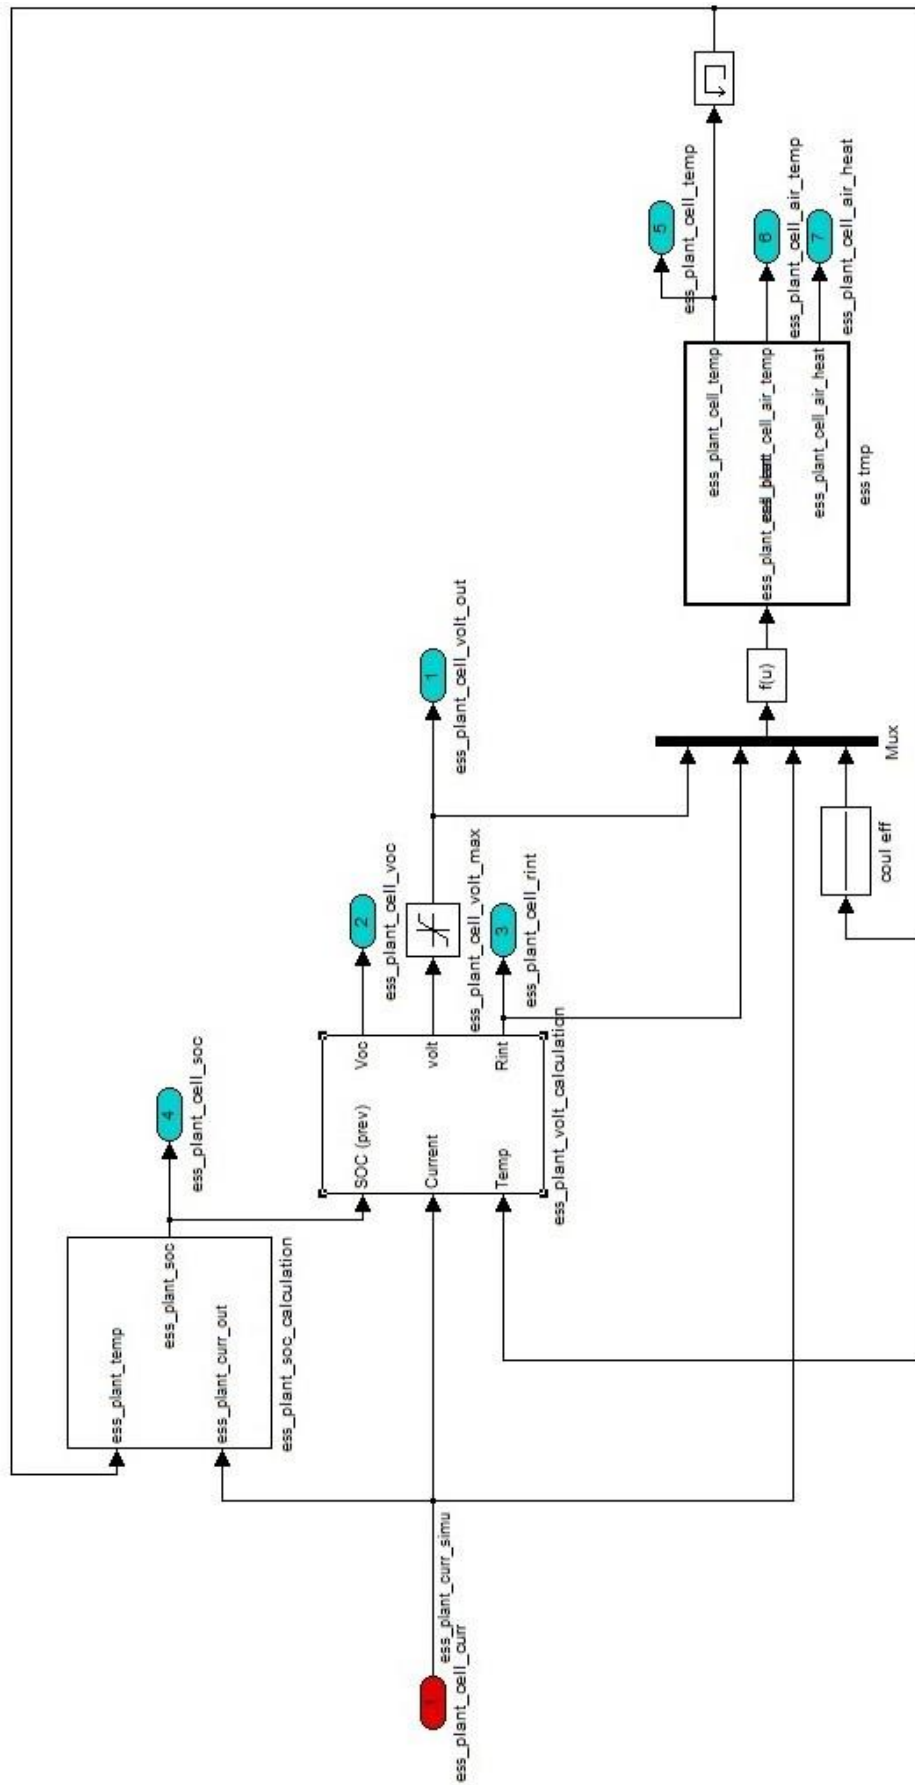 1
ess_plant_cell_curr
ess_plant_curr_simu
ess_plant_temp
ess_plant_soc
ess_plant_curr_out
ess_plant_soc_calculation
4
ess_plant_cell_soc
SOC (prev)
Current
Temp
Voc
volt
Rint
ess_plant_volt_calculation
2
ess_plant_cell_voc
ess_plant_cell_volt_max
3
ess_plant_cell_rint
1
ess_plant_cell_volt_out
coul eff
Mux
f(u)
ess_plant_cell_temp
ess_plant_cell_air_temp
ess_plant_cell_air_heat
ess tmp
5
ess_plant_cell_temp
6
ess_plant_cell_air_temp
7
ess_plant_cell_air_heat